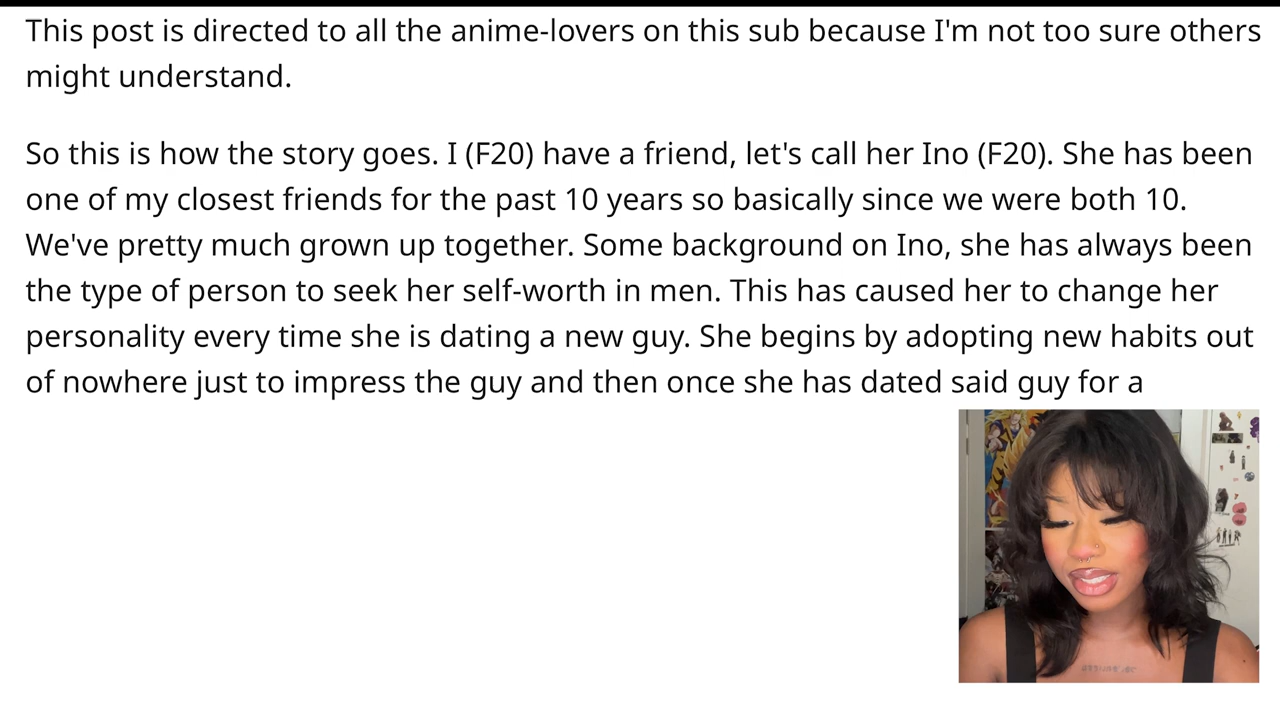 This post is directed to all the anime-lovers on this sub because I'm not too sure others
might understand.
So this is how the story goes. I (F20) have a friend, let's call her Ino (F20). She has been
one of my closest friends for the past 10 years so basically since we were both 10.
We've pretty much grown up together. Some background on Ino, she has always been
the type of person to seek her self-worth in men. This has caused her to change her
personality every time she is dating a new guy. She begins by adopting new habits out
of nowhere just to impress the guy and then once she has dated said guy for a